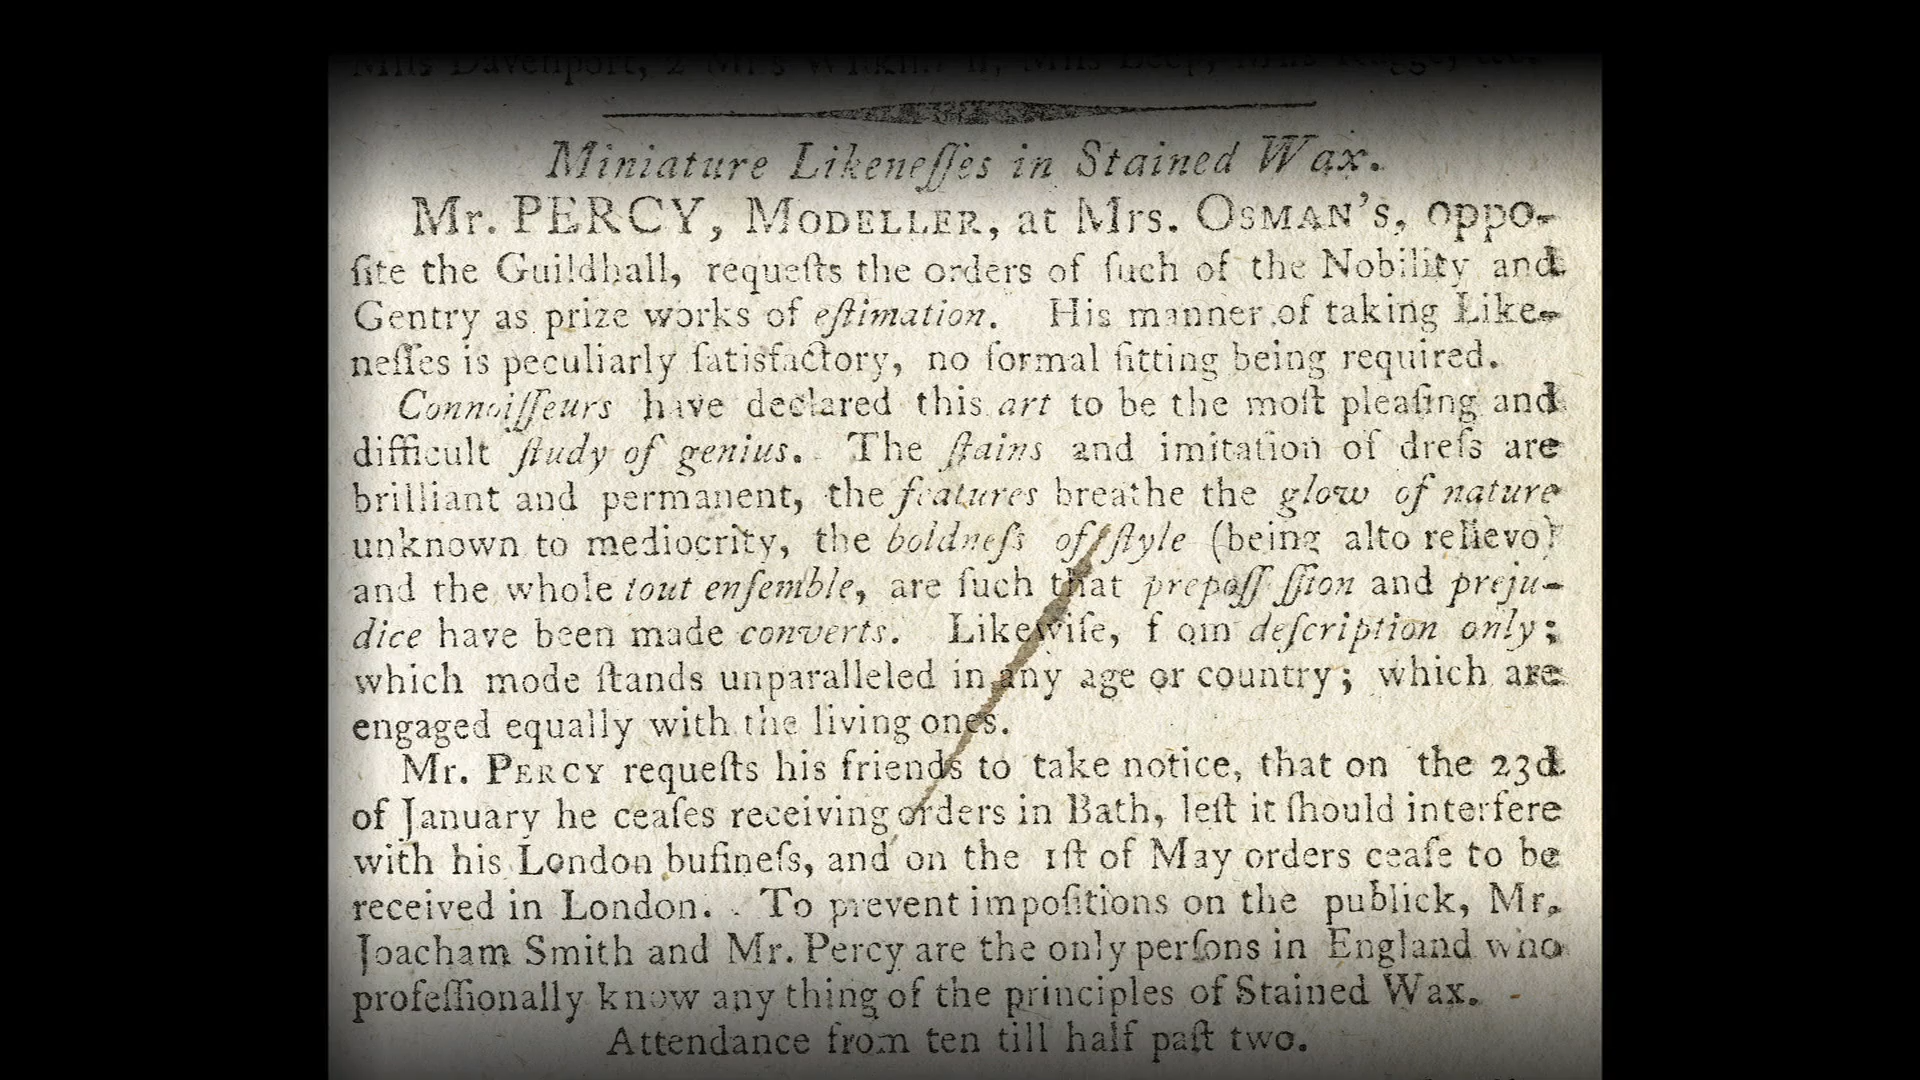 Miniature Likeneſſes in Stained Wax.
Mr. PERCY, MODELLER, at Mrs. OSMAN's, oppo-
ſite the Guildhall, requeſts the orders of ſuch of the Nobility and
Gentry as prize works of eſtimation. His manner of taking Like-
neſſes is peculiarly ſatisfactory, no formal ſitting being required.
Connoiſſeurs have declared this art to be the moſt pleaſing and
difficult ſtudy of genius. The ſtains and imitation of dreſs are
brilliant and permanent, the features breathe the glow of nature
unknown to mediocrity, the boldneſs of ſtyle (being alto relievo)
and the whole tout enſemble, are ſuch that prepoſſ ſſion and preju-
dice have been made converts. Likewiſe, f om deſcription only;
which mode ſtands unparalleled in any age or country; which are
engaged equally with the living ones.
Mr. PERCY requeſts his friends to take notice, that on the 23d
of January he ceaſes receiving orders in Bath, leſt it ſhould interfere
with his London buſineſs, and on the 1ſt of May orders ceaſe to be
received in London. To prevent impoſitions on the publick, Mr.
Joacham Smith and Mr. Percy are the only perſons in England who
profeſſionally know any thing of the principles of Stained Wax.
Attendance from ten till half paſt two.